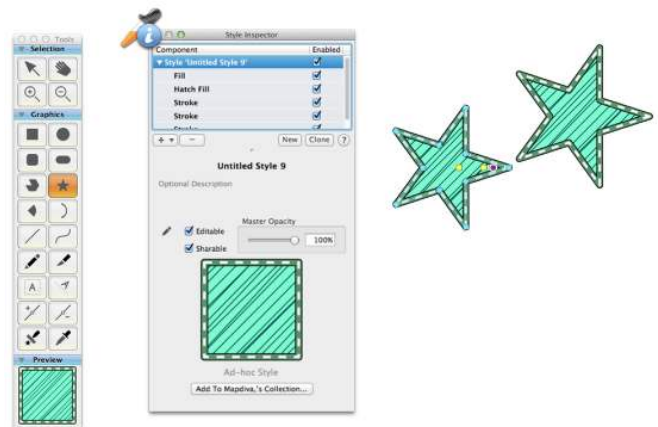 Tools
Selection
Graphics
A
A
Preview
Style Inspector
Component Enabled
Style 'Untitled Style 9'
Fill
Hatch Fill
Stroke
Stroke
Stroke
New Clone ?
Untitled Style 9
Optional Description
Master Opacity
Editable
100%
Sharable
Ad-hoc Style
Add To Mapdiva,'s Collection...